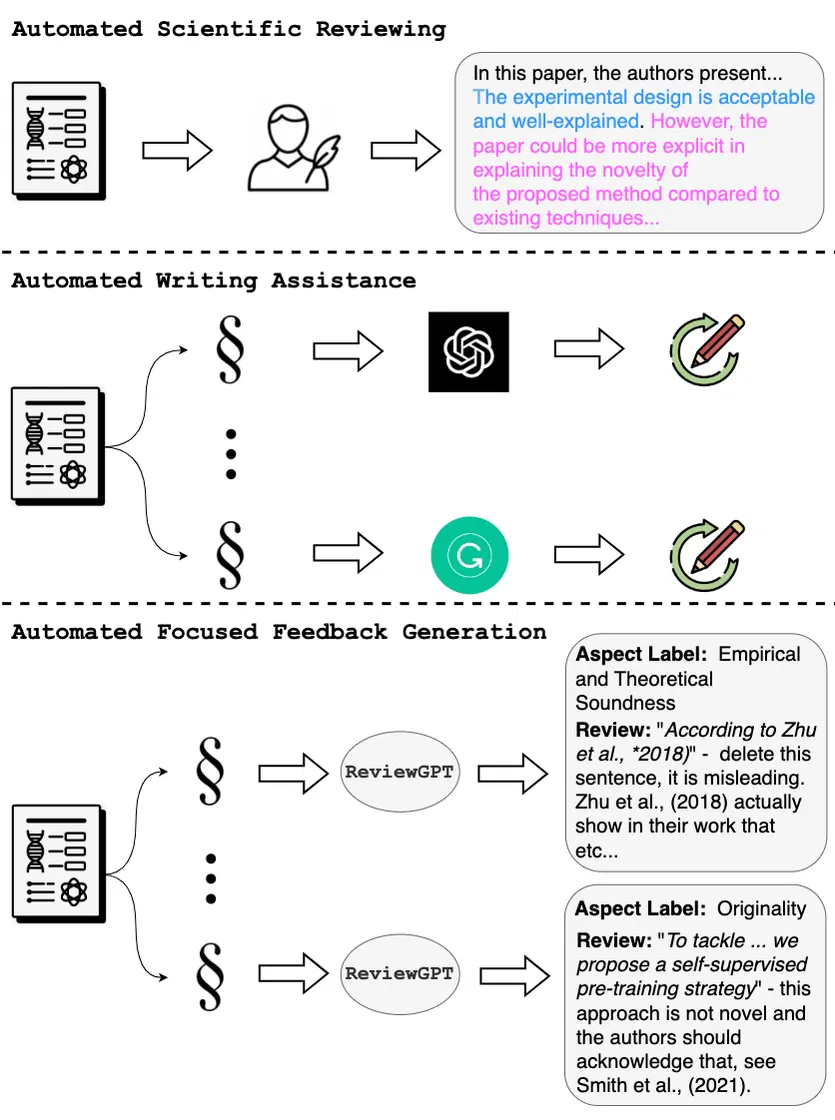 Automated Scientific Reviewing
In this paper, the authors present...
The experimental design is acceptable
and well-explained. However, the
paper could be more explicit in
explaining the novelty of
the proposed method compared to
existing techniques...
Automated Writing Assistance
§
§
Automated Focused Feedback Generation
§
ReviewGPT
Aspect Label: Empirical
and Theoretical
Soundness
Review: "According to Zhu
et al., *2018)" - delete this
sentence, it is misleading.
Zhu et al., (2018) actually
show in their work that
etc...
§
ReviewGPT
Aspect Label: Originality
Review: "To tackle ... we
propose a self-supervised
pre-training strategy" - this
approach is not novel and
the authors should
acknowledge that, see
Smith et al., (2021).